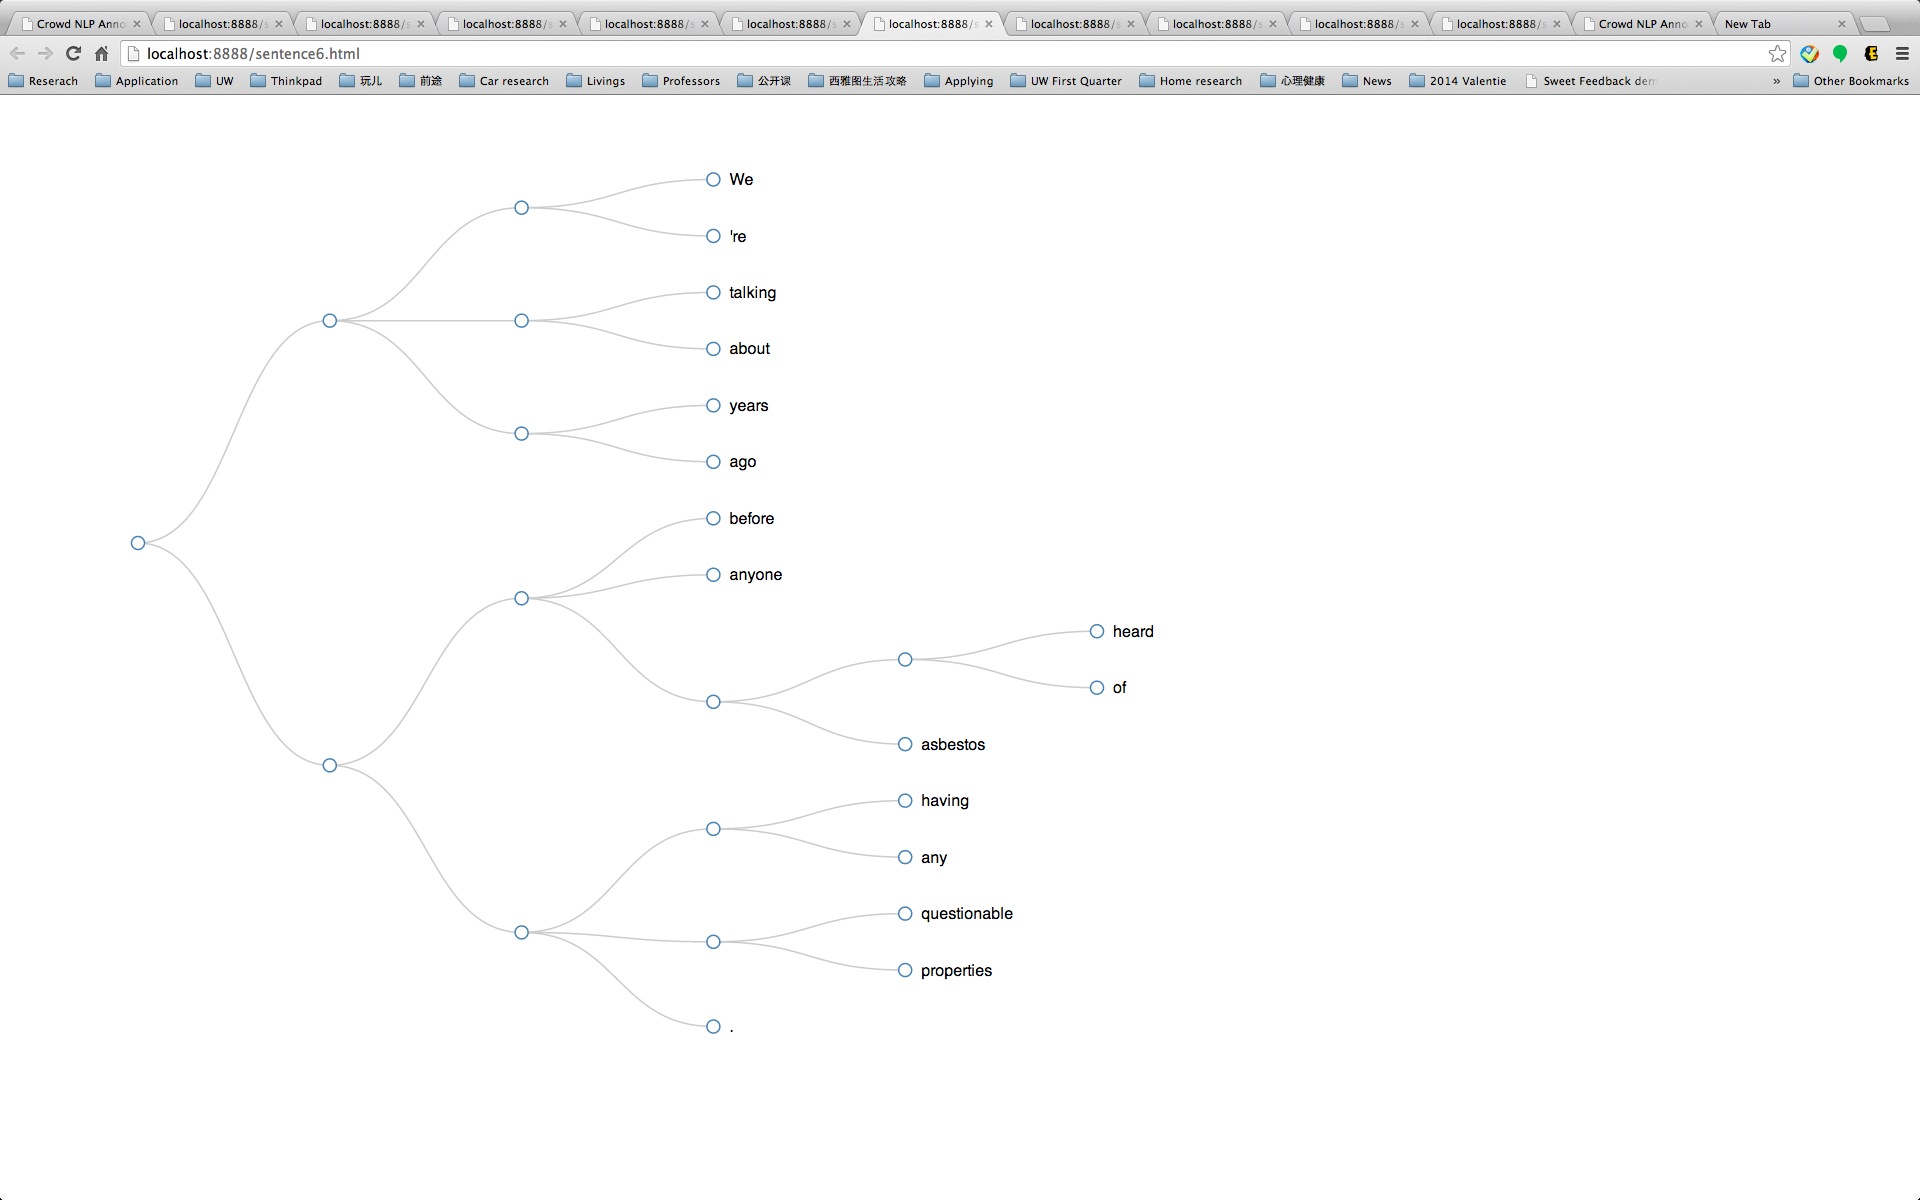 Crowd NLP Anno
localhost:8888/s
localhost:8888/s
localhost:8888/s
localhost:8888/s
localhost:8888/s
localhost:8888/s
localhost:8888/s
localhost:8888/s
localhost:8888/s
localhost:8888/s
Crowd NLP Anno
New Tab
localhost:8888/sentence6.html
Reserach
Application
UW
Thinkpad
玩儿
前途
Car research
Livings
Professors
公开课
西雅图生活攻略
Applying
UW First Quarter
Home research
心理健康
News
2014 Valentie
Sweet Feedback dem
»
Other Bookmarks
We
're
talking
about
years
ago
before
anyone
heard
of
asbestos
having
any
questionable
properties
.